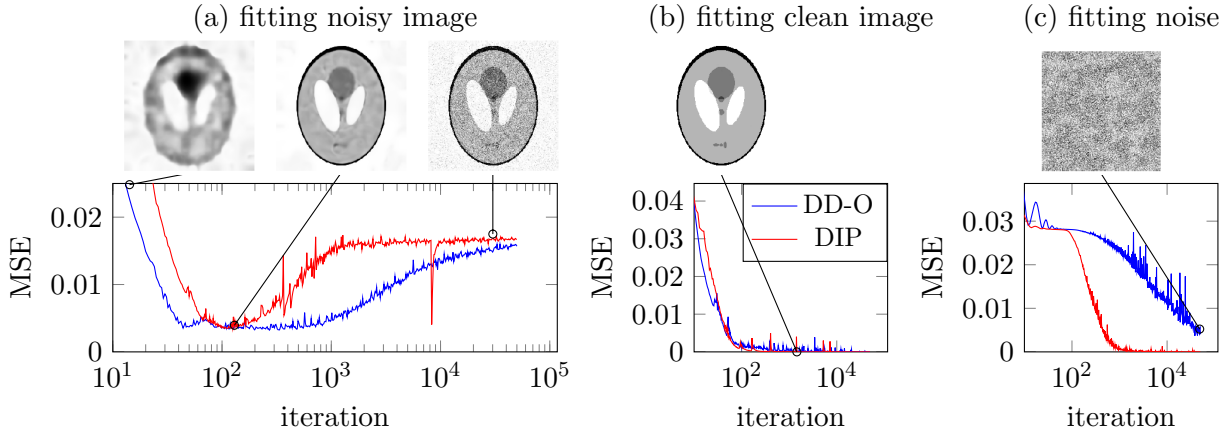 (a) fitting noisy image
(b) fitting clean image
(c) fitting noise
MSE
0.02
0.01
0
10^1
10^2
10^3
10^4
10^5
iteration
MSE
0.04
0.03
0.02
0.01
0
10^2
10^4
iteration
DD-O
DIP
MSE
0.03
0.02
0.01
0
10^2
10^4
iteration